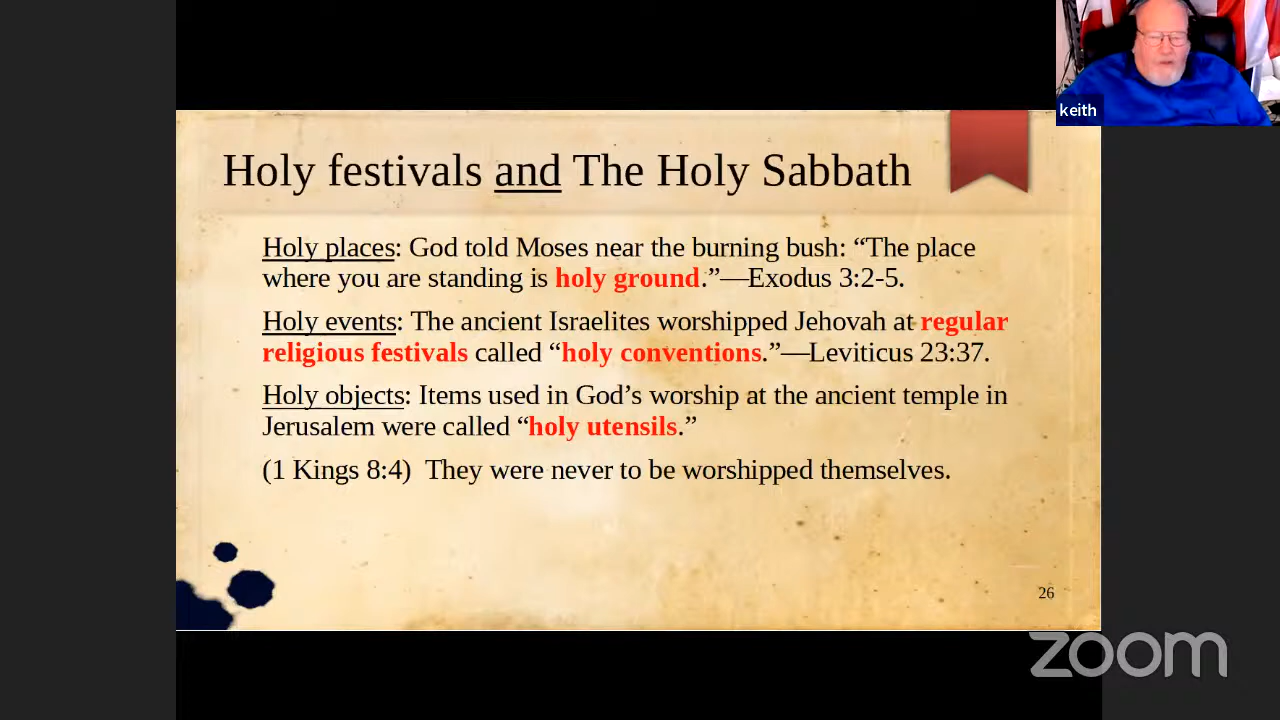 keith
Holy festivals and The Holy Sabbath
Holy places: God told Moses near the burning bush: “The place
where you are standing is holy ground.”—Exodus 3:2-5.
Holy events: The ancient Israelites worshipped Jehovah at regular
religious festivals called “holy conventions.”—Leviticus 23:37.
Holy objects: Items used in God’s worship at the ancient temple in
Jerusalem were called “holy utensils.”
(1 Kings 8:4)  They were never to be worshipped themselves.
26
zoom